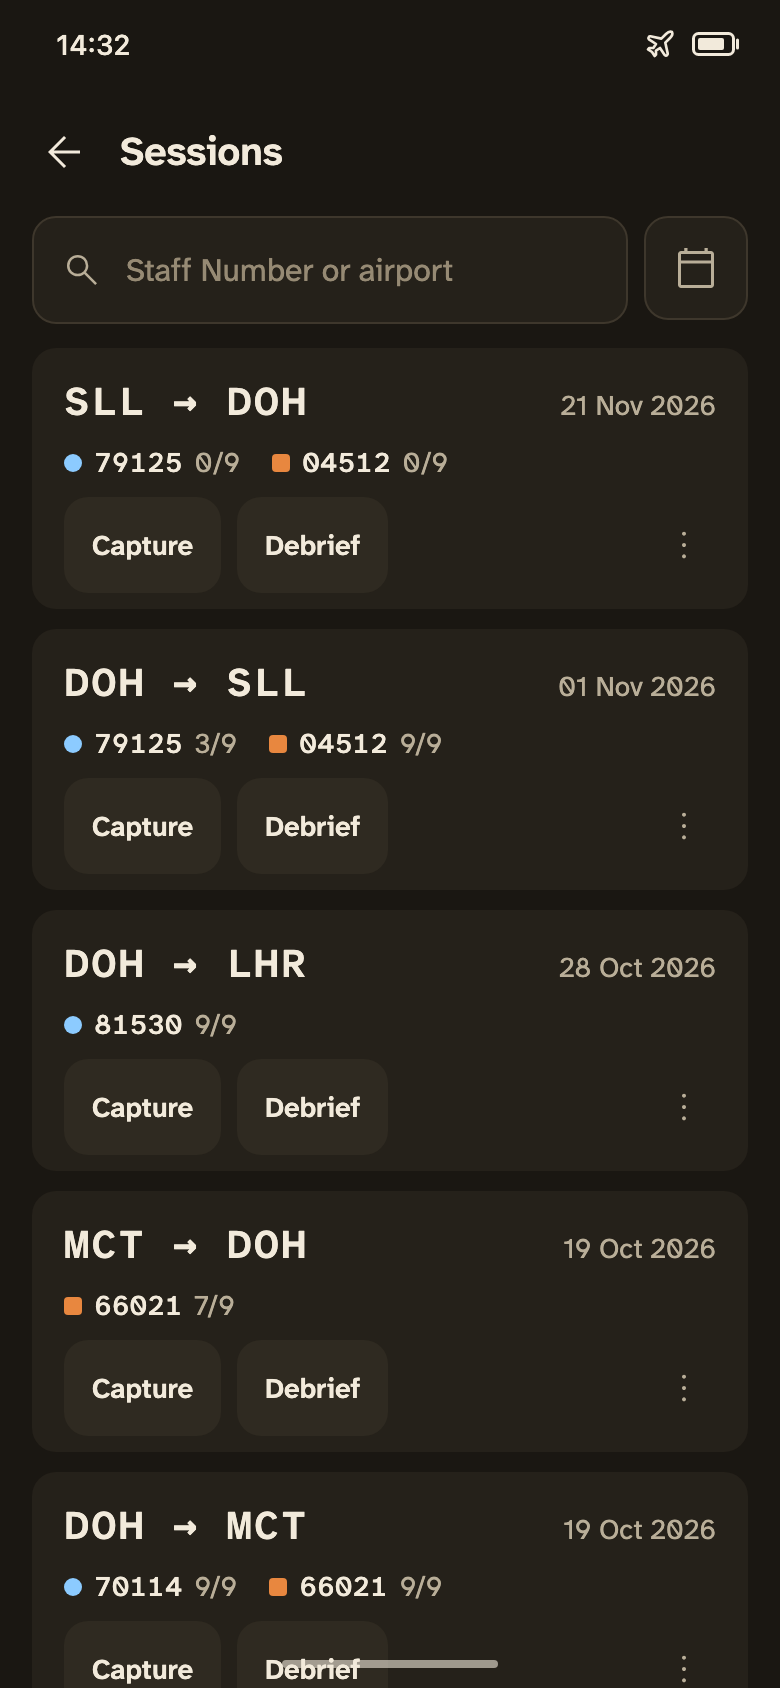 14:32
Sessions
Staff Number or airport
SLL → DOH 21 Nov 2026
79125 0/9 04512 0/9
Capture Debrief
DOH → SLL 01 Nov 2026
79125 3/9 04512 9/9
Capture Debrief
DOH → LHR 28 Oct 2026
81530 9/9
Capture Debrief
MCT → DOH 19 Oct 2026
66021 7/9
Capture Debrief
DOH → MCT 19 Oct 2026
70114 9/9 66021 9/9
Capture Debrief